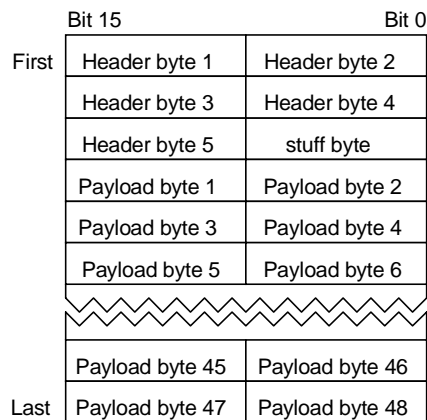 Bit 15 Bit 0
First Header byte 1 Header byte 2
Header byte 3 Header byte 4
Header byte 5 stuff byte
Payload byte 1 Payload byte 2
Payload byte 3 Payload byte 4
Payload byte 5 Payload byte 6
Payload byte 45 Payload byte 46
Last Payload byte 47 Payload byte 48